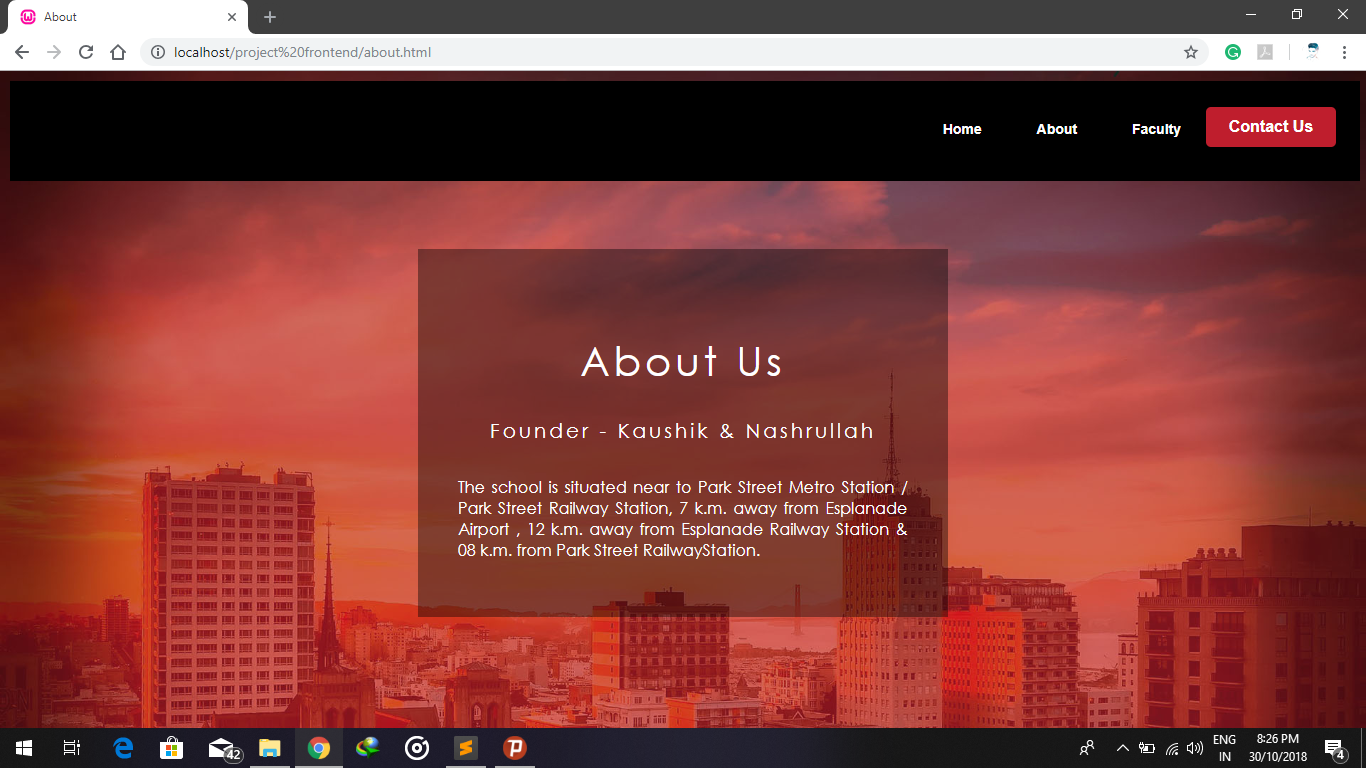 About
localhost/project%20frontend/about.html
Home About Faculty Contact Us
About Us
Founder - Kaushik & Nashrullah
The school is situated near to Park Street Metro Station /
Park Street Railway Station, 7 k.m. away from Esplanade
Airport , 12 k.m. away from Esplanade Railway Station &
08 k.m. from Park Street RailwayStation.
42
ENG
IN
8:26 PM
30/10/2018
4